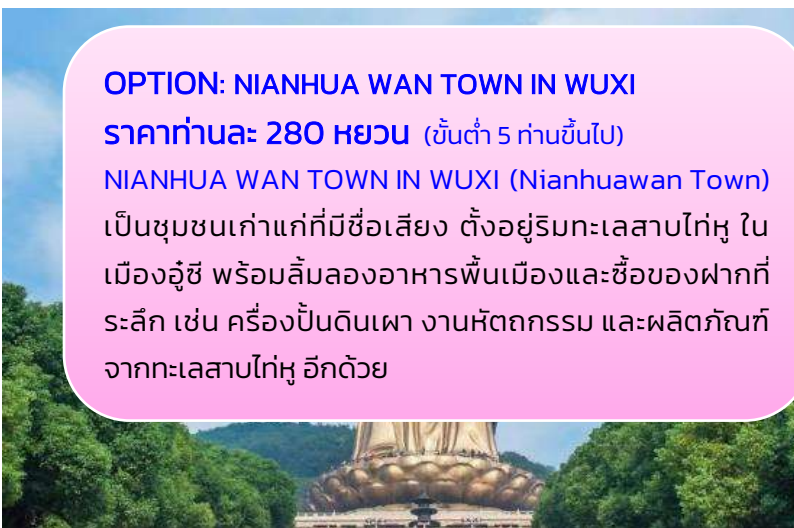 OPTION: NIANHUA WAN TOWN IN WUXI
ราคาท่านละ 280 หยวน (ขั้นต่ำ 5 ท่านขึ้นไป)
NIANHUA WAN TOWN IN WUXI (Nianhuawan Town)
เป็นชุมชนเก่าแก่ที่มีชื่อเสียง ตั้งอยู่ริมทะเลสาบไท่หู ใน
เมืองอู๋ซี พร้อมลิ้มลองอาหารพื้นเมืองและซื้อของฝากที่
ระลึก เช่น ครื่องปั้นดินเผา งานหัตถกรรม และผลิตภัณฑ์
จากทะเลสาบไท่หู อีกด้วย